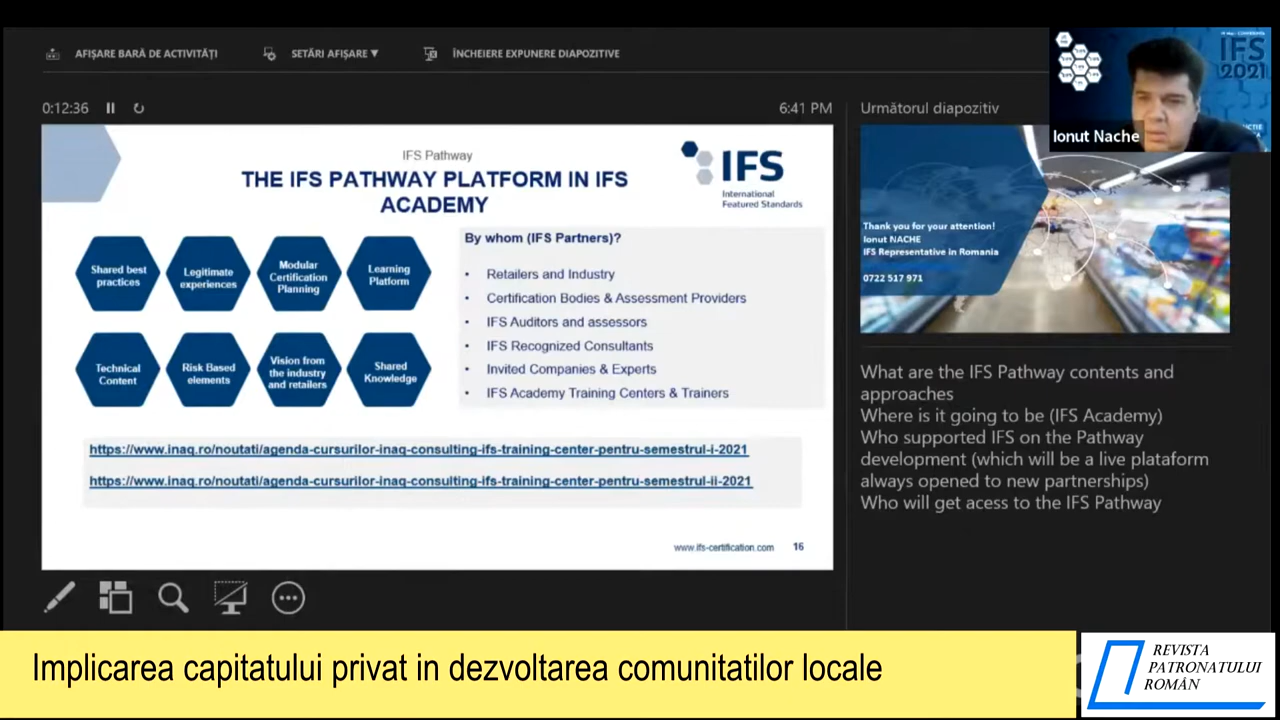 AFIȘARE BARĂ DE ACTIVITĂȚI
SETĂRI AFIȘARE ▼
ÎNCHEIERE EXPUNERE DIAPOZITIVE
0:12:36
6:41 PM
Următorul diapozitiv
IFS
2021
Ionut Nache
IFS Pathway
THE IFS PATHWAY PLATFORM IN IFS
ACADEMY
IFS
International
Featured Standards
Shared best
practices
Legitimate
experiences
Modular
Certification
Planning
Learning
Platform
Technical
Content
Risk Based
elements
Vision from
the industry
and retailers
Shared
Knowledge
By whom (IFS Partners)?
• Retailers and Industry
• Certification Bodies & Assessment Providers
• IFS Auditors and assessors
• IFS Recognized Consultants
• Invited Companies & Experts
• IFS Academy Training Centers & Trainers
https://www.inaq.ro/noutati/agenda-cursurilor-inaq-consulting-ifs-training-center-pentru-semestrul-i-2021
https://www.inaq.ro/noutati/agenda-cursurilor-inaq-consulting-ifs-training-center-pentru-semestrul-ii-2021
www.ifs-certification.com 16
Thank you for your attention!
Ionut NACHE
IFS Representative in Romania
0722 517 971
What are the IFS Pathway contents and
approaches
Where is it going to be (IFS Academy)
Who supported IFS on the Pathway
development (which will be a live plataform
always opened to new partnerships)
Who will get acess to the IFS Pathway
Implicarea capitatului privat in dezvoltarea comunitatilor locale
REVISTA
PATRONATULUI
ROMÂN